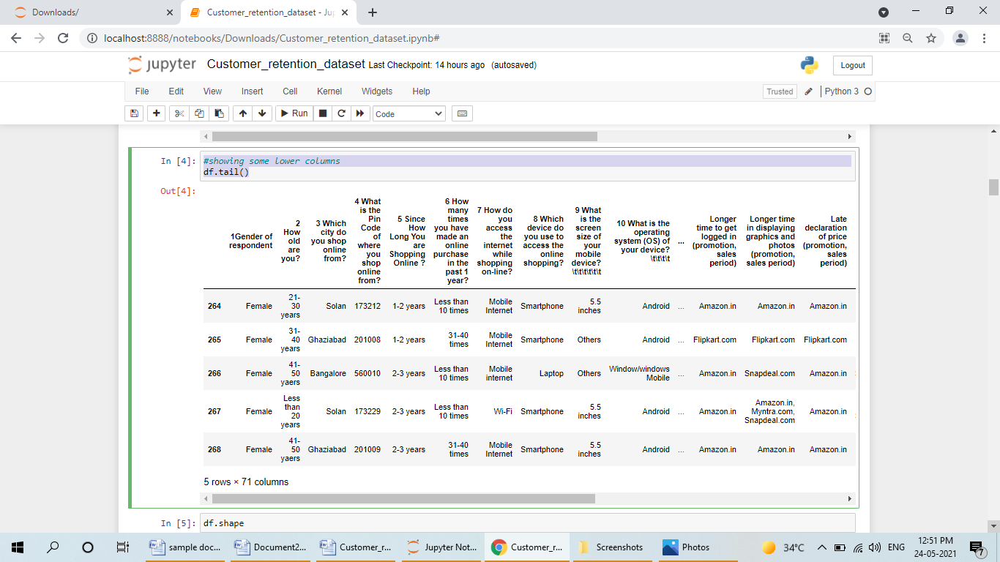 Downloads/
Customer_retention_dataset - Jup
localhost:8888/notebooks/Downloads/Customer_retention_dataset.ipynb#
jupyter Customer_retention_dataset Last Checkpoint: 14 hours ago (autosaved)
Logout
File Edit View Insert Cell Kernel Widgets Help
Trusted Python 3
Run Code
In [4]: #showing some lower columns
df.tail()
Out[4]:
1Gender of respondent
2 How old are you?
3 Which city do you shop online from?
4 What is the Pin Code of where you shop online from?
5 Since How Long You are Shopping Online ?
6 How many times you have made an online purchase in the past 1 year?
7 How do you access the internet while shopping on-line?
8 Which device do you use to access the online shopping?
9 What is the screen size of your mobile device? \t\t\t\t\t\t
10 What is the operating system (OS) of your device? \t\t\t\t
...
Longer time to get logged in (promotion, sales period)
Longer time in displaying graphics and photos (promotion, sales period)
Late declaration of price (promotion, sales period)
264 Female 21-30 years Solan 173212 1-2 years Less than 10 times Mobile Internet Smartphone 5.5 inches Android ... Amazon.in Amazon.in Amazon.in
265 Female 31-40 years Ghaziabad 201008 1-2 years 31-40 times Mobile Internet Smartphone Others Android ... Flipkart.com Flipkart.com Flipkart.com
266 Female 41-50 yaers Bangalore 560010 2-3 years Less than 10 times Mobile internet Laptop Others Window/windows Mobile ... Amazon.in Snapdeal.com Amazon.in
267 Female Less than 20 years Solan 173229 2-3 years Less than 10 times Wi-Fi Smartphone 5.5 inches Android ... Amazon.in Amazon.in, Myntra.com, Snapdeal.com Amazon.in
268 Female 41-50 yaers Ghaziabad 201009 2-3 years 31-40 times Mobile Internet Smartphone 5.5 inches Android ... Amazon.in Amazon.in Amazon.in
5 rows × 71 columns
In [5]: df.shape
sample doc... Document2... Customer_r... Jupyter Not... Customer_r... Screenshots Photos 34°C ENG
12:51 PM
24-05-2021
7